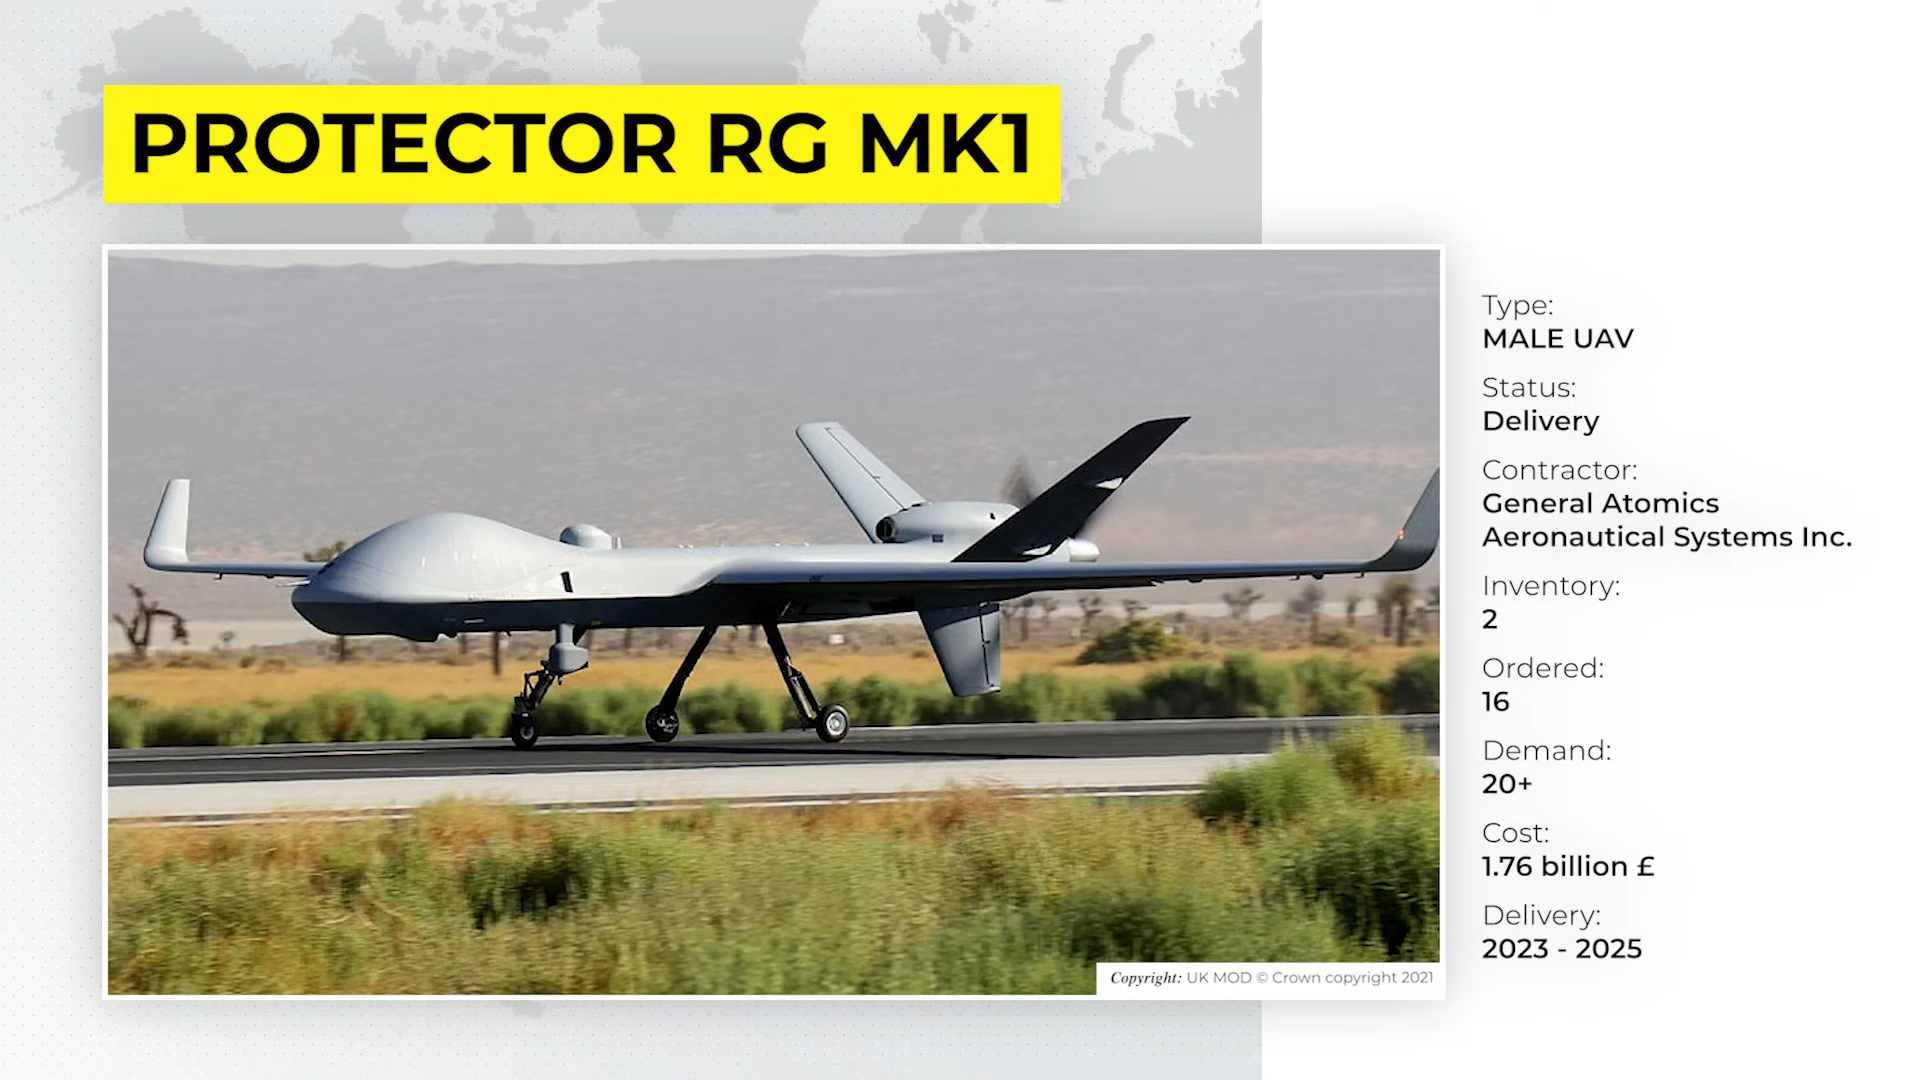 PROTECTOR RG MK1
Type:
MALE UAV
Status:
Delivery
Contractor:
General Atomics
Aeronautical Systems Inc.
Inventory:
2
Ordered:
16
Demand:
20+
Cost:
1.76 billion £
Delivery:
2023 - 2025
Copyright: UK MOD © Crown copyright 2021